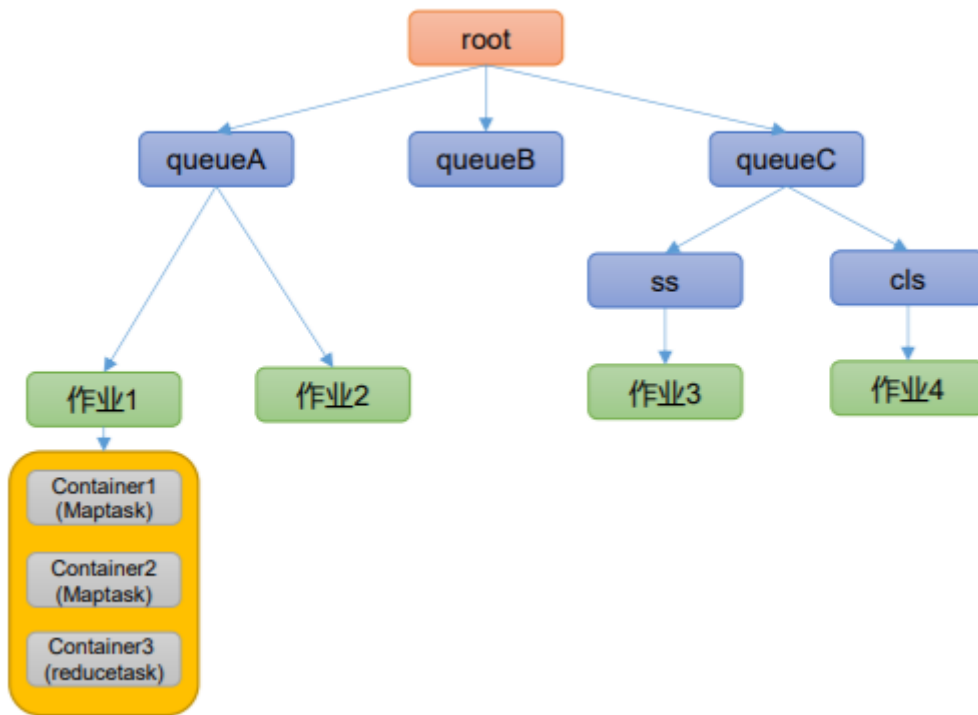 root
queueA
queueB
queueC
ss
cls
作业1
作业2
作业3
作业4
Container1
(Maptask)
Container2
(Maptask)
Container3
(reducetask)